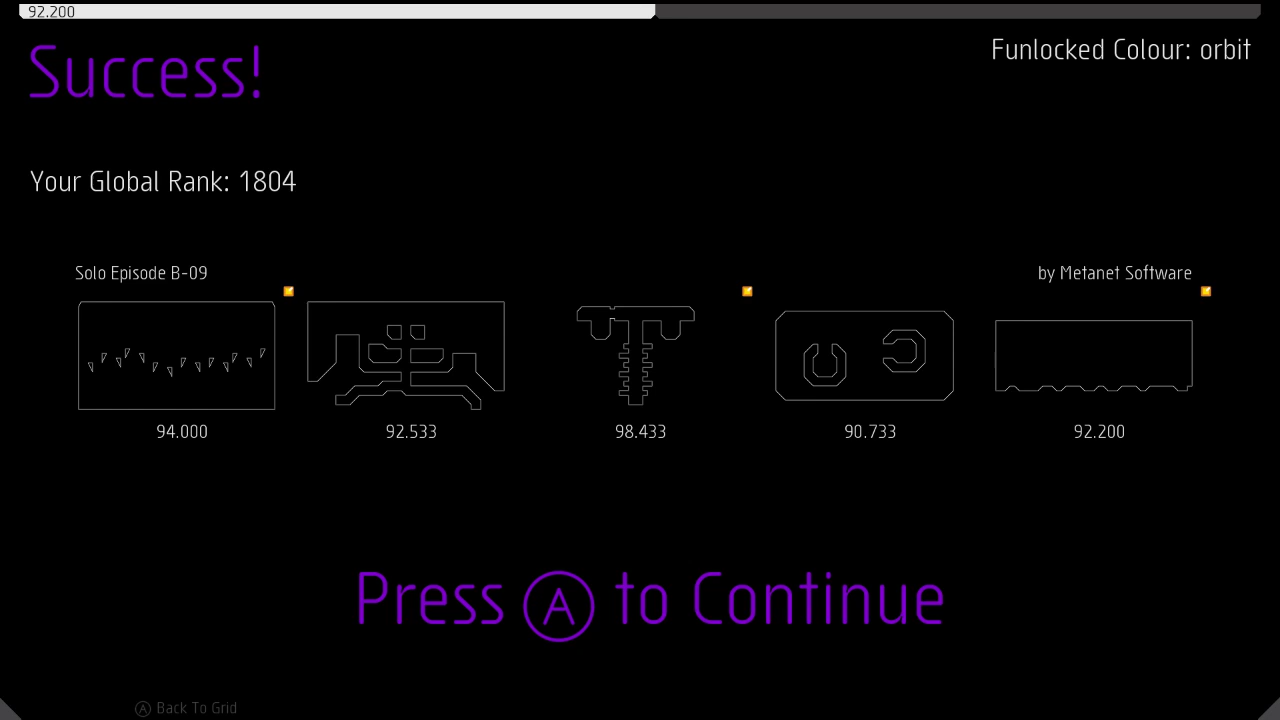 92.200
Success!
Funlocked Colour: orbit
Your Global Rank: 1804
Solo Episode B-09
by Metanet Software
94.000
92.533
98.433
90.733
92.200
Press A to Continue
A Back To Grid